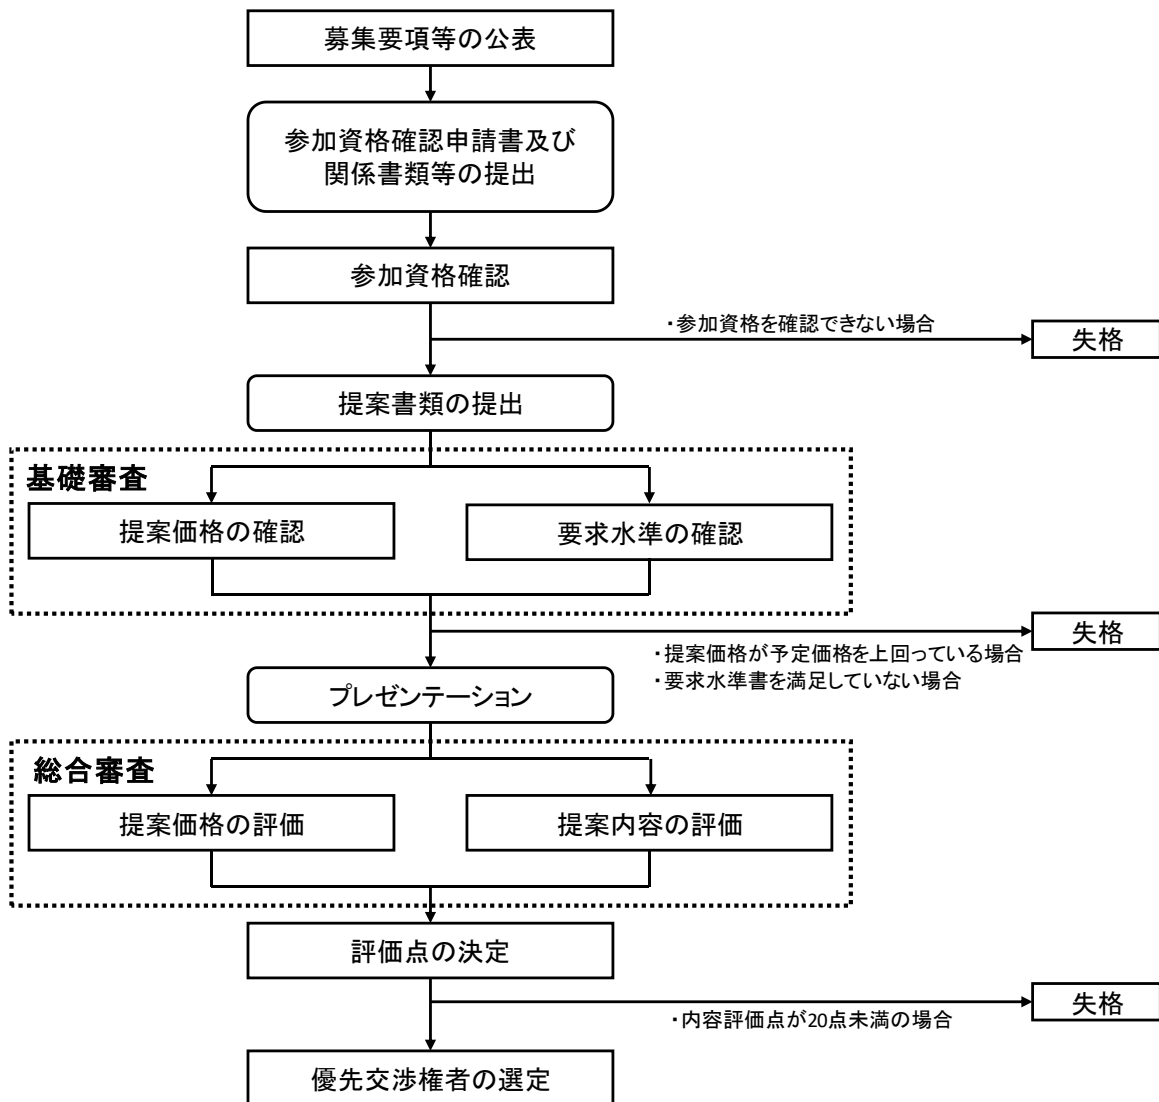 募集要項等の公表
参加資格確認申請書及び
関係書類等の提出
参加資格確認
・参加資格を確認できない場合
失格
提案書類の提出
基礎審査
提案価格の確認
要求水準の確認
失格
・提案価格が予定価格を上回っている場合
・要求水準書を満足していない場合
プレゼンテーション
総合審査
提案価格の評価
提案内容の評価
評価点の決定
失格
・内容評価点が20点未満の場合
優先交渉権者の選定